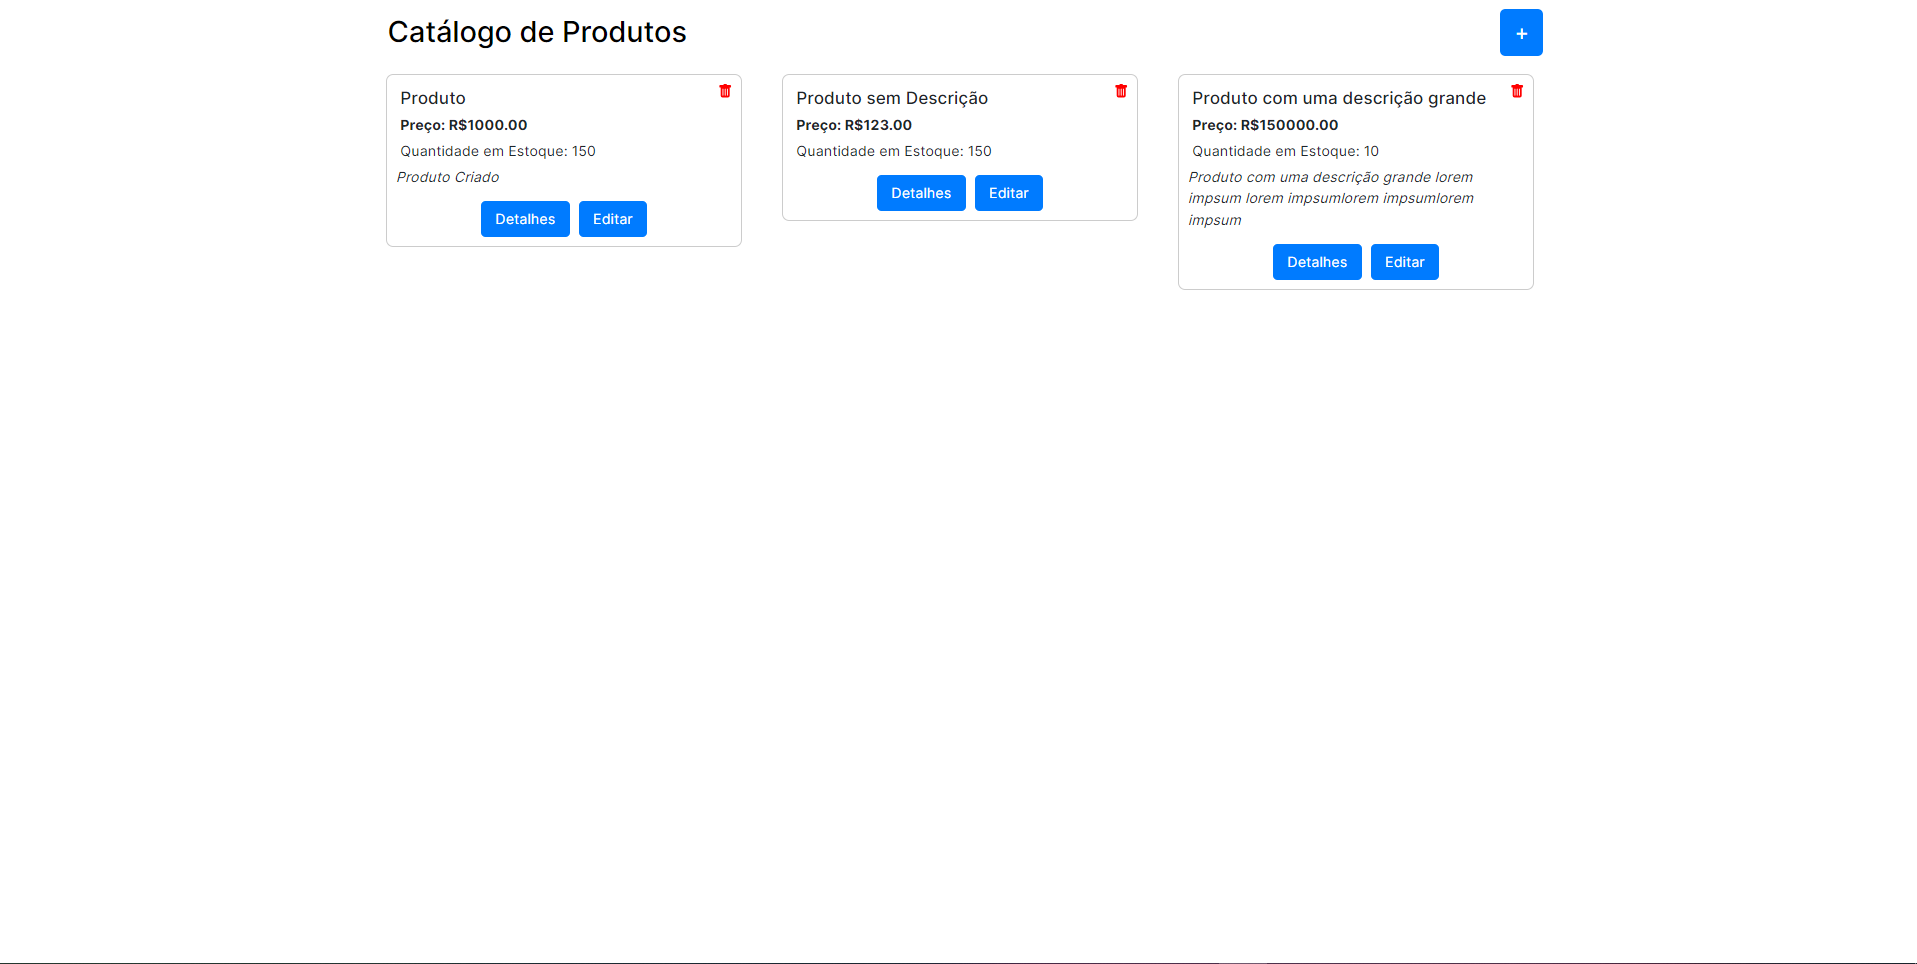 Catálogo de Produtos
+
Produto
Preço: R$1000.00
Quantidade em Estoque: 150
Produto Criado
Detalhes
Editar
Produto sem Descrição
Preço: R$123.00
Quantidade em Estoque: 150
Detalhes
Editar
Produto com uma descrição grande
Preço: R$150000.00
Quantidade em Estoque: 10
Produto com uma descrição grande lorem
impsum lorem impsumlorem impsumlorem
impsum
Detalhes
Editar